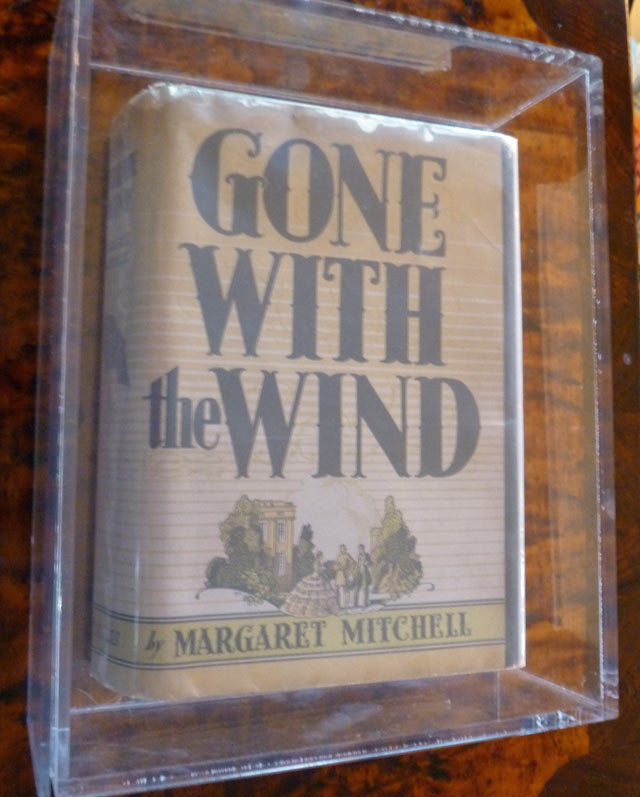 GONE
WITH
the WIND
by MARGARET MITCHELL